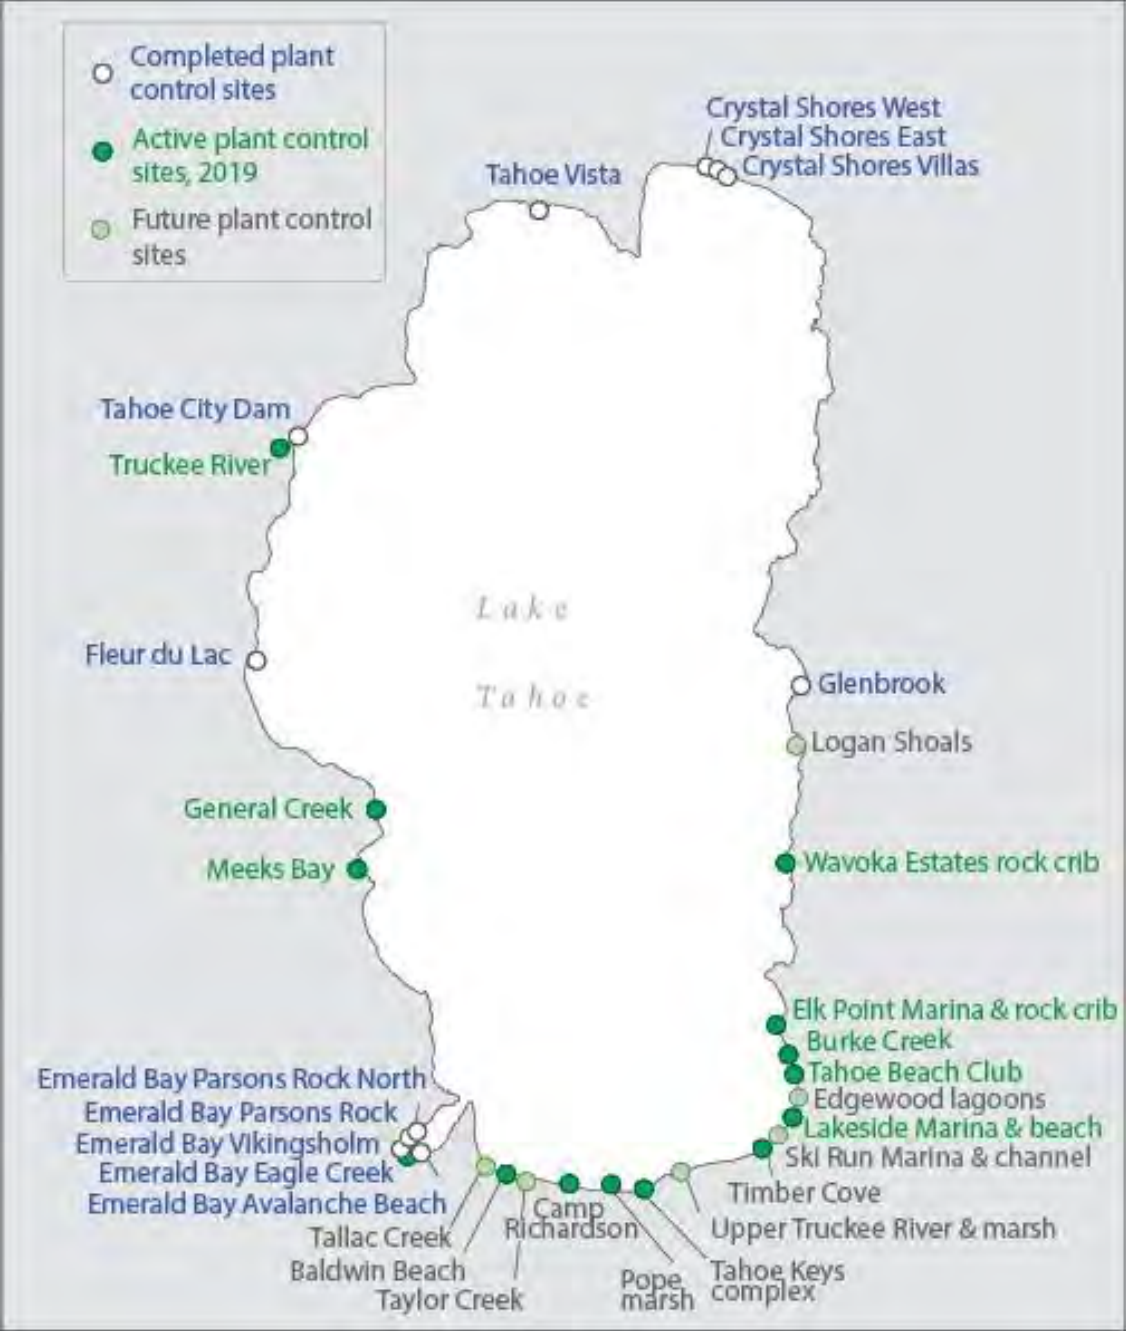 Completed plant
control sites
Active plant control
sites, 2019
Future plant control
sites
Crystal Shores West
Crystal Shores East
Crystal Shores Villas
Tahoe Vista
Tahoe City Dam
Truckee River
Lake
Tahoe
Fleur du Lac
Glenbrook
Logan Shoals
General Creek
Meeks Bay
Wavoka Estates rock crib
Elk Point Marina & rock crib
Burke Creek
Tahoe Beach Club
Edgewood lagoons
Lakeside Marina & beach
Ski Run Marina & channel
Timber Cove
Upper Truckee River & marsh
Tahoe Keys
complex
Pope
marsh
Camp
Richardson
Emerald Bay Parsons Rock North
Emerald Bay Parsons Rock
Emerald Bay Vikingsholm
Emerald Bay Eagle Creek
Emerald Bay Avalanche Beach
Tallac Creek
Baldwin Beach
Taylor Creek